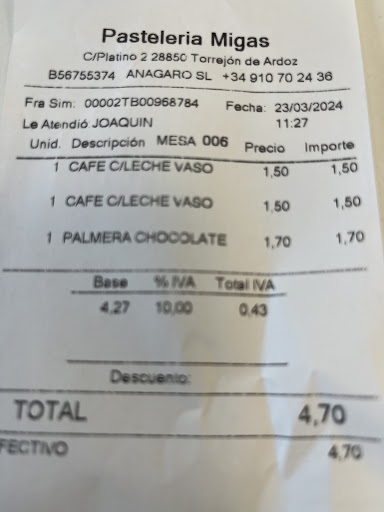 Pasteleria Migas
C/Platino 2 28850 Torrejón de Ardoz
B56755374 ANAGARO SL +34 910 70 24 36
Fra Sim: 00002TB00968784 Fecha: 23/03/2024
Le Atendió JOAQUIN 11:27
Unid. Descripción MESA 006 Precio Importe
1 CAFE C/LECHE VASO 1,50 1,50
1 CAFE C/LECHE VASO 1,50 1,50
1 PALMERA CHOCOLATE 1,70 1,70
Base % IVA Total IVA
4,27 10,00 0,43
Descuento:
TOTAL 4,70
FECTIVO 4,70